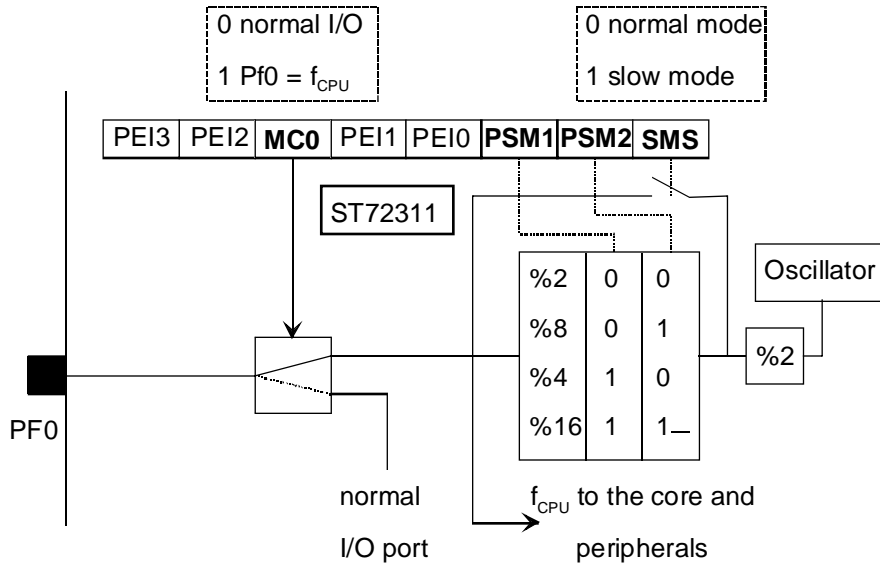 0 normal I/O
1 Pf0 = fCPU
0 normal mode
1 slow mode
PEI3 PEI2 MC0 PEI1 PEI0 PSM1 PSM2 SMS
ST72311
%2 0 0
%8 0 1
%4 1 0
%16 1 1
Oscillator
%2
PF0
normal
I/O port
fCPU to the core and
peripherals